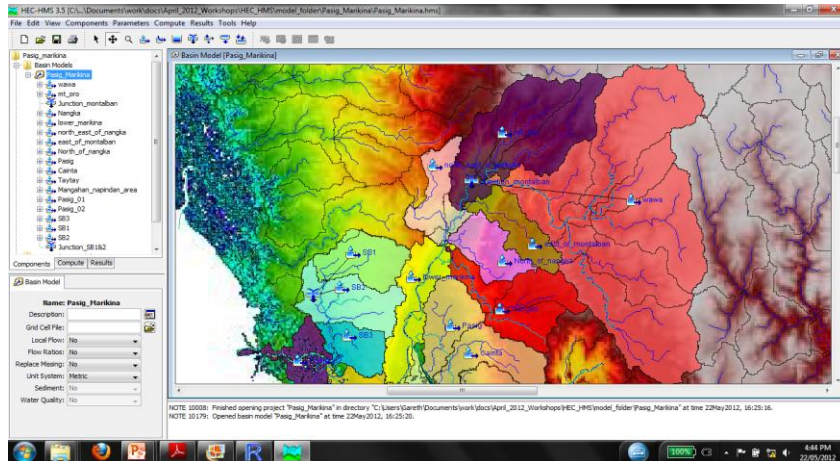 HEC-HMS 3.5 [C:\...\Documents\work\docs\April_2012_Workshops\HEC_HMS\model_folder\Pasig_Marikina\Pasig_Marikina.hms]
File Edit View Components Parameters Compute Results Tools Help
Basin Model [Pasig_Marikina]
Pasig_marikina
Basin Models
Pasig_Marikina
wawa
mt_oro
Junction_montalban
Nangka
lower_marikina
north_east_of_nangka
east_of_montalban
North_of_nangka
Pasig
Cainta
Taytay
Mangahan_napindan_area
Pasig_01
Pasig_02
SB3
SB1
SB2
Junction_SB1&2
Components Compute Results
Basin Model
Name: Pasig_Marikina
Description:
Grid Cell File:
Local Flow: No
Flow Ratios: No
Replace Missing: No
Unit System: Metric
Sediment: No
Water Quality: No
wawa
North_of_nangka
lower_marikina
SB1
SB2
SB3
Pasig
Cainta
NOTE 10008: Finished opening project "Pasig_Marikina" in directory "C:\Users\Gareth\Documents\work\docs\April_2012_Workshops\HEC_HMS\model_folder\Pasig_Marikina" at time 22May2012, 16:25:16.
NOTE 10179: Opened basin model "Pasig_Marikina" at time 22May2012, 16:25:20.
100%
4:44 PM
22/05/2012